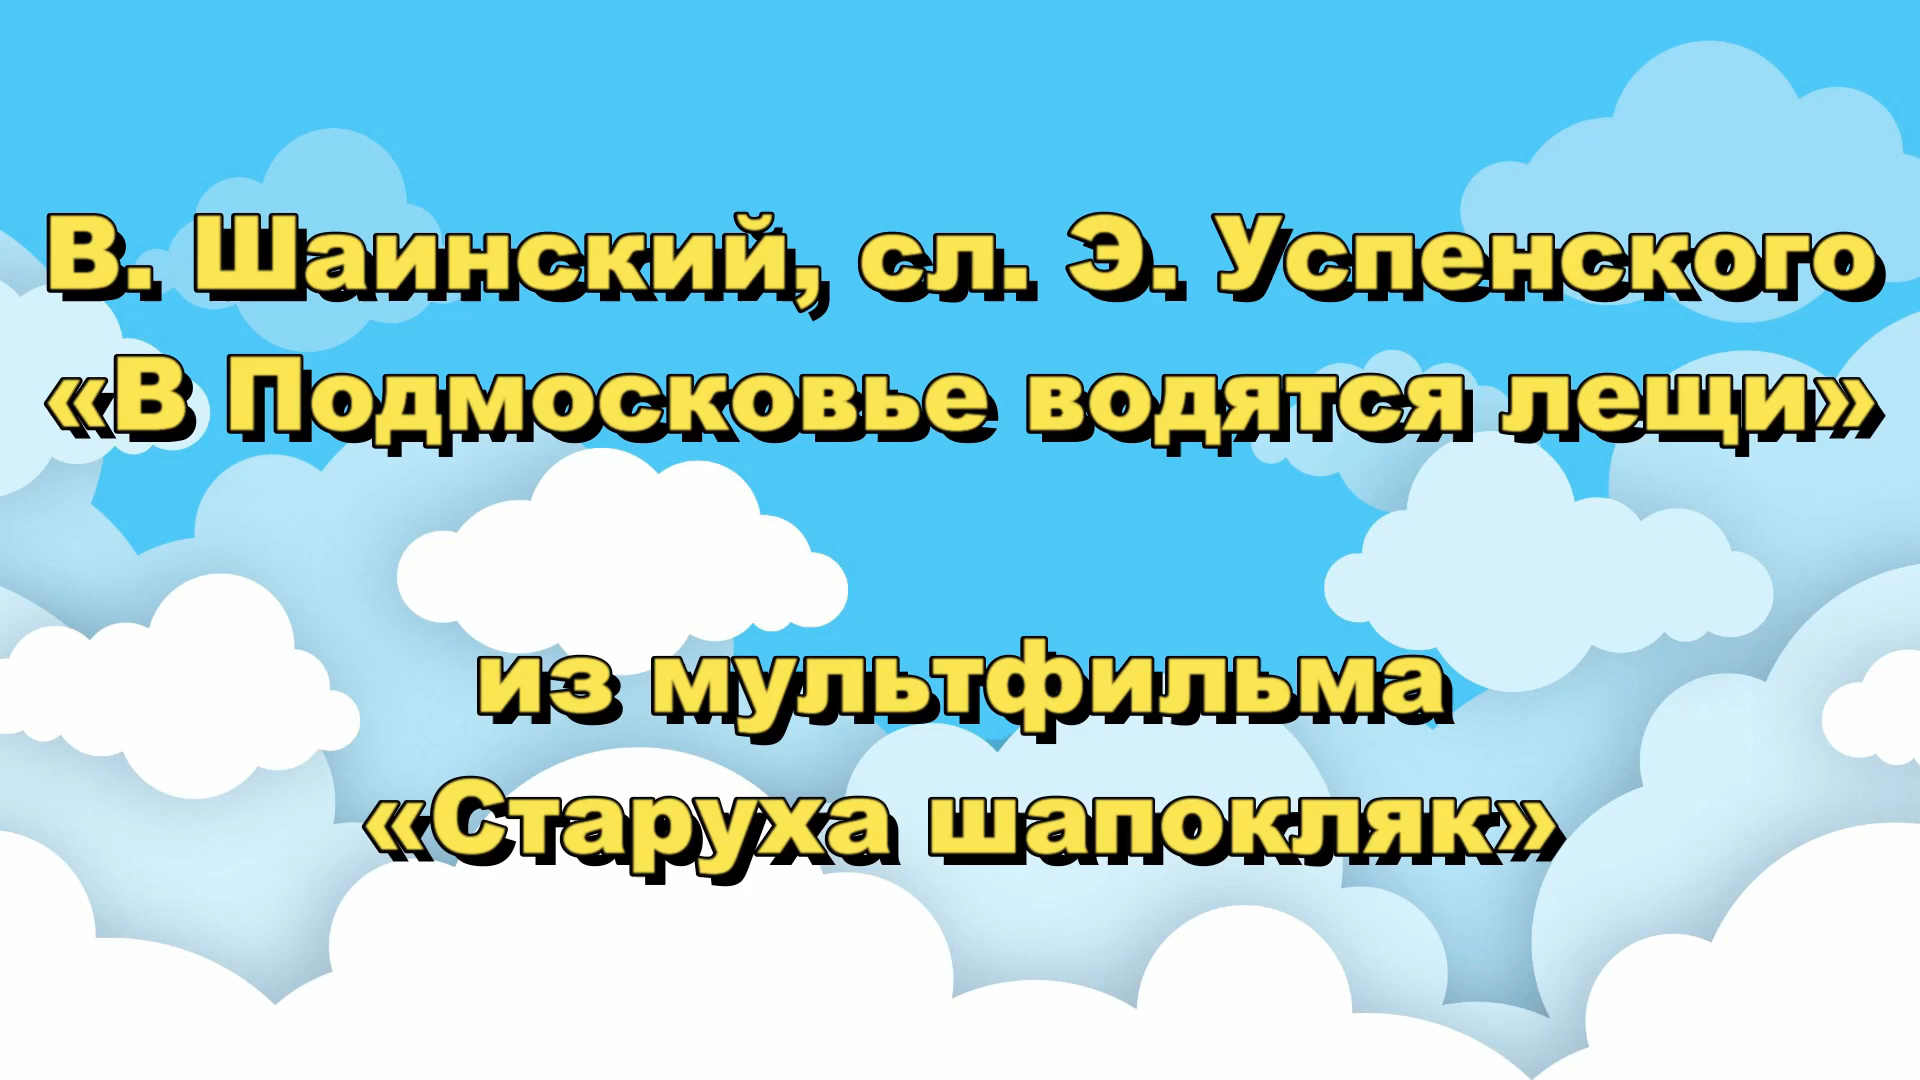 В. Шаинский, сл. Э. Успенского
«В Подмосковье водятся лещи»
из мультфильма
«Старуха шапокляк»